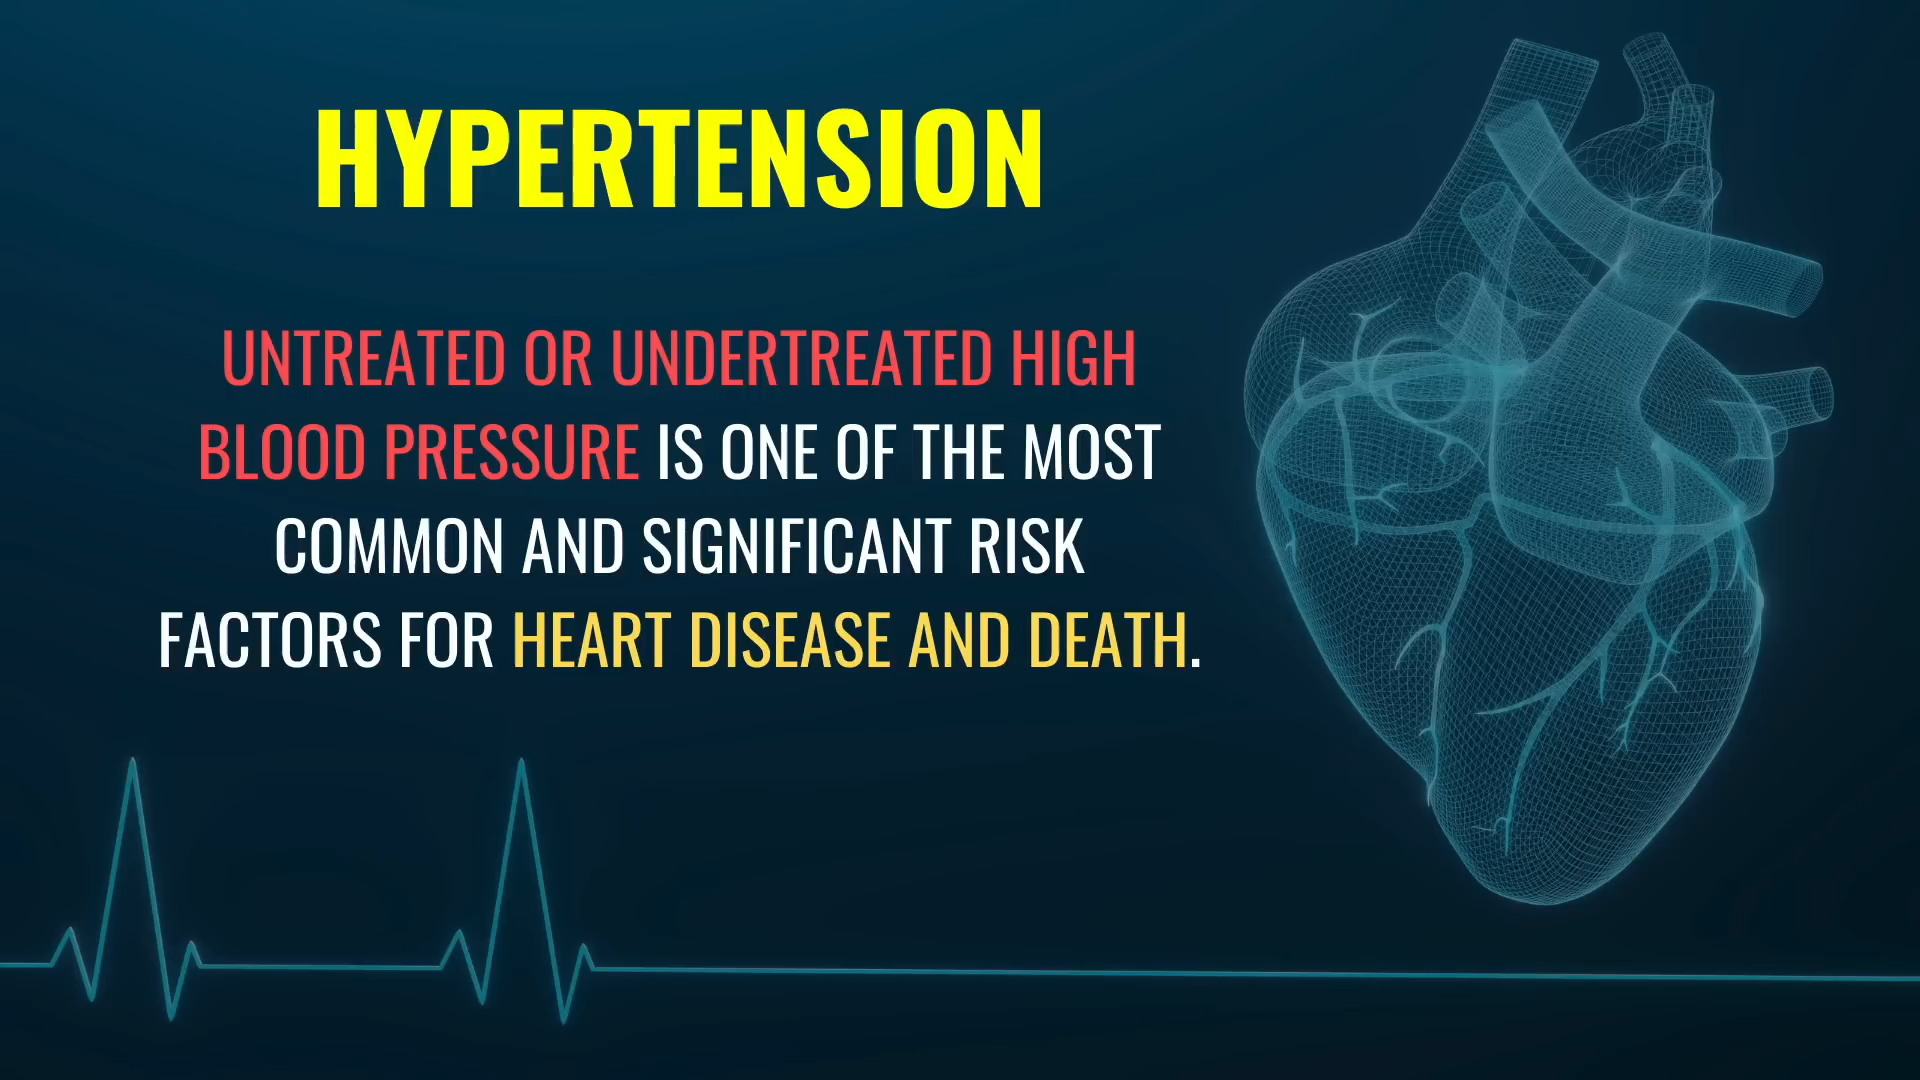 HYPERTENSION
UNTREATED OR UNDERTREATED HIGH
BLOOD PRESSURE IS ONE OF THE MOST
COMMON AND SIGNIFICANT RISK
FACTORS FOR HEART DISEASE AND DEATH.